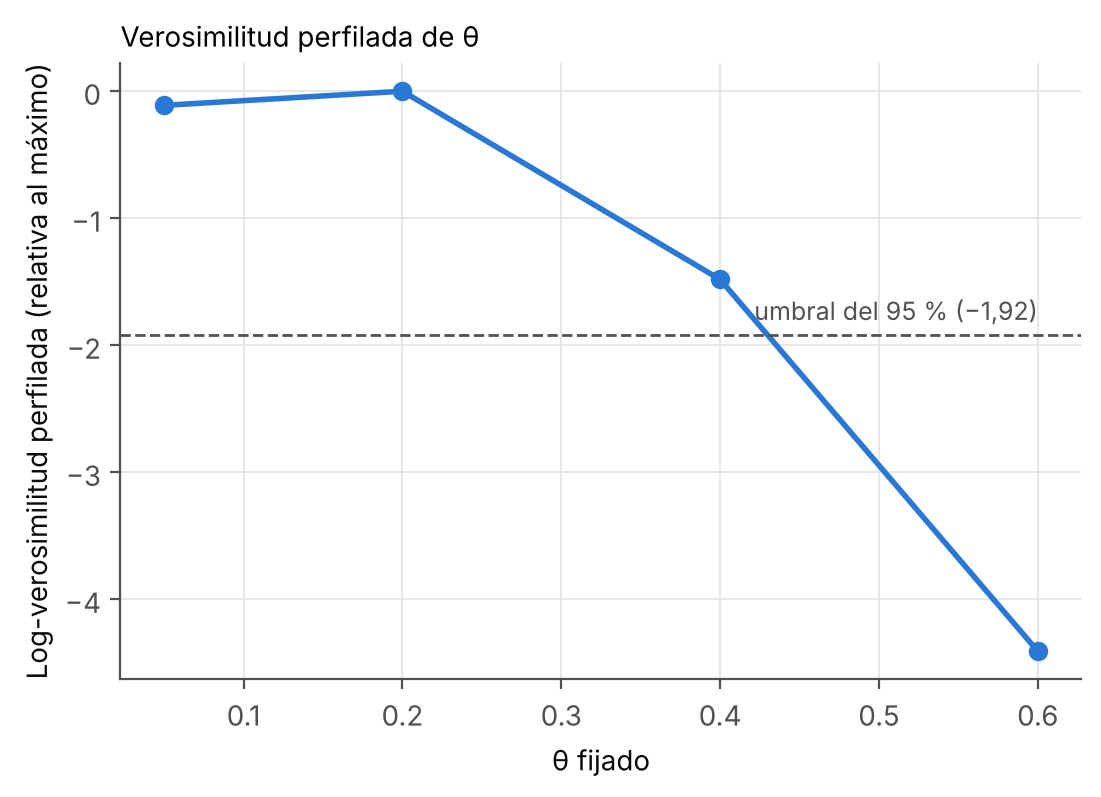 Verosimilitud perfilada de θ
Log-verosimilitud perfilada (relativa al máximo)
0
−1
−2
−3
−4
umbral del 95 % (−1,92)
0.1 0.2 0.3 0.4 0.5 0.6
θ fijado